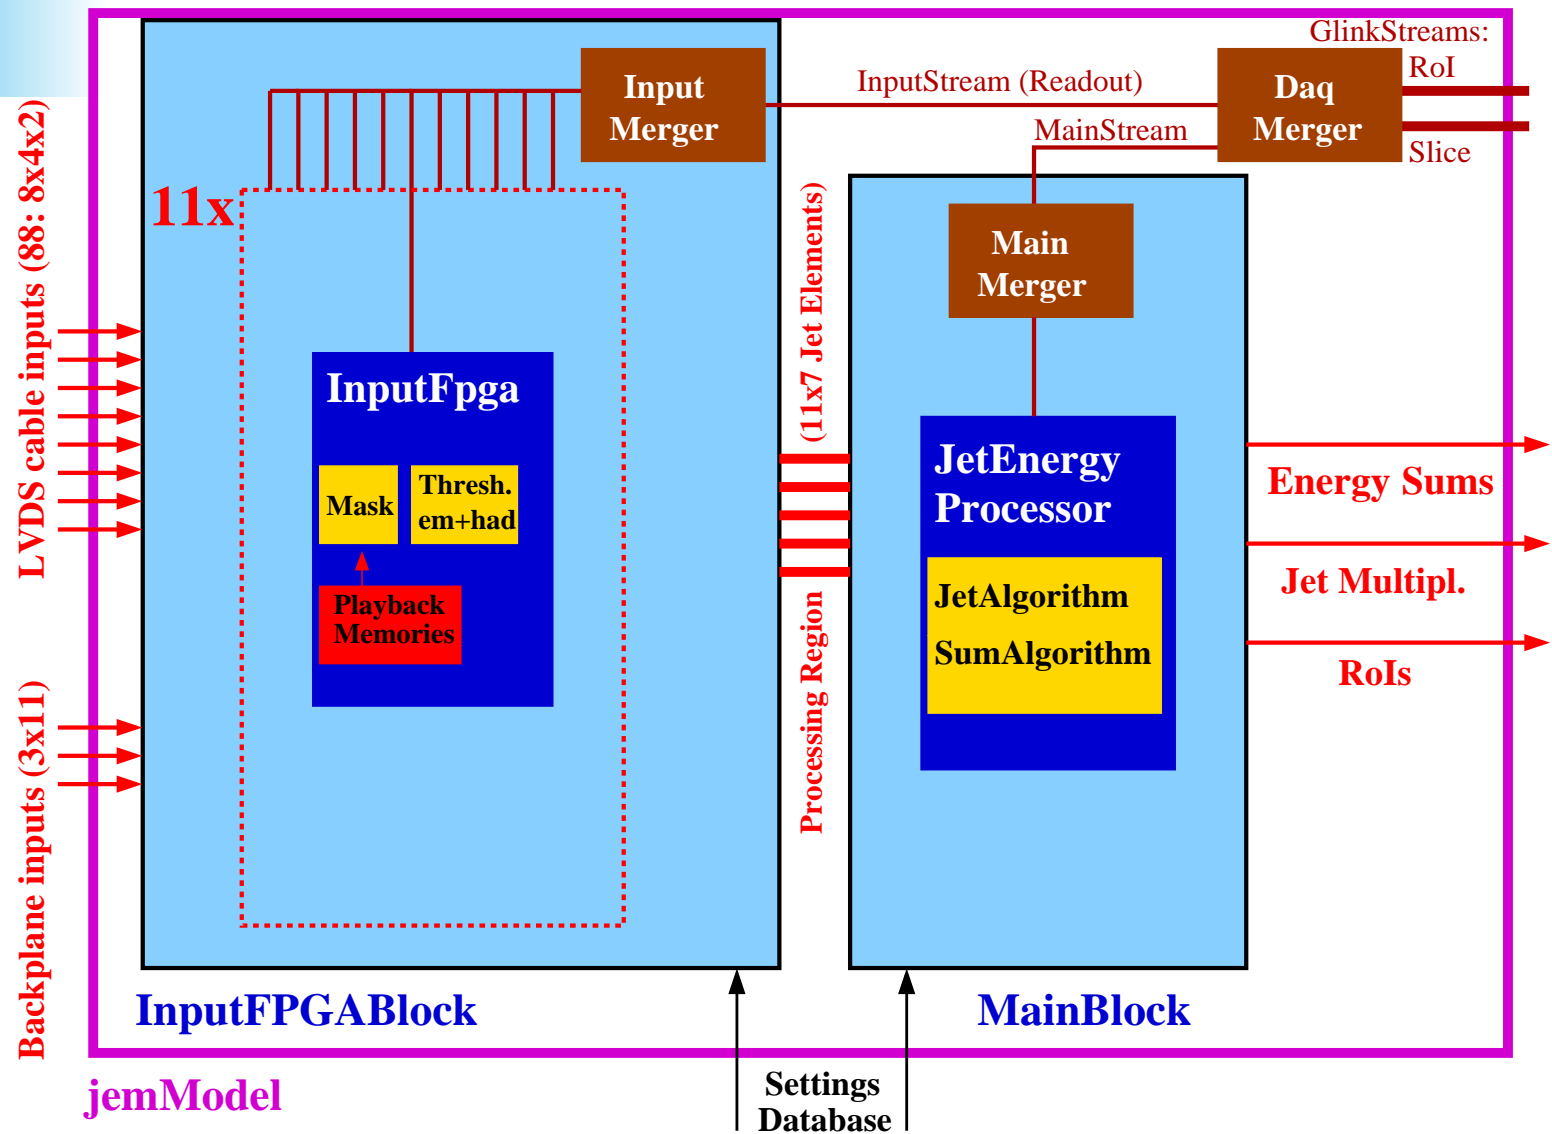 GlinkStreams:
RoI
Slice
InputStream (Readout)
MainStream
Input
Merger
Daq
Merger
11x
LVDS cable inputs (88: 8x4x2)
Backplane inputs (3x11)
InputFpga
Mask
Thresh.
em+had
Playback
Memories
(11x7 Jet Elements)
Processing Region
Main
Merger
JetEnergy
Processor
JetAlgorithm
SumAlgorithm
Energy Sums
Jet Multipl.
RoIs
InputFPGABlock
MainBlock
jemModel
Settings
Database